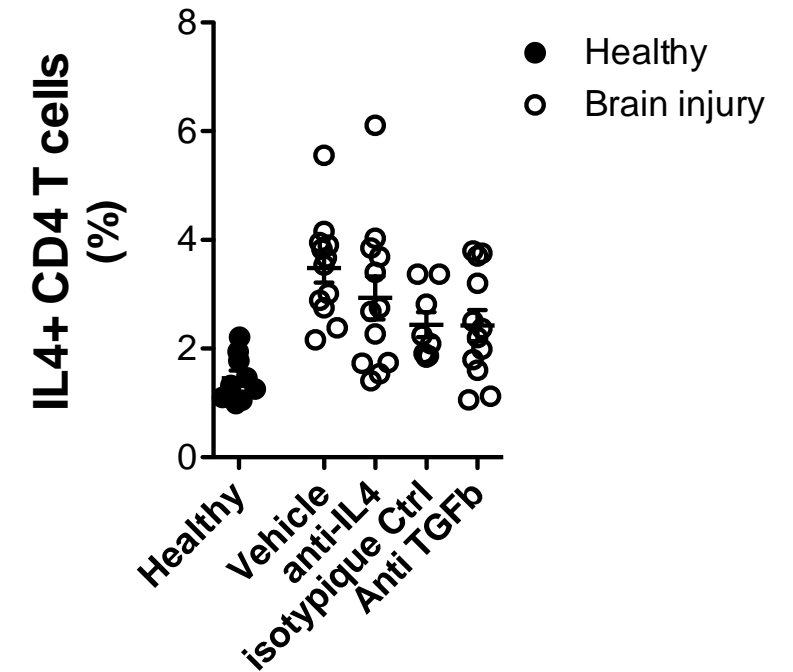 IL4+ CD4 T cells
(%)
8
6
4
2
0
Healthy
Vehicle
anti-IL4
isotypique Ctrl
Anti TGFb
Healthy
Brain injury